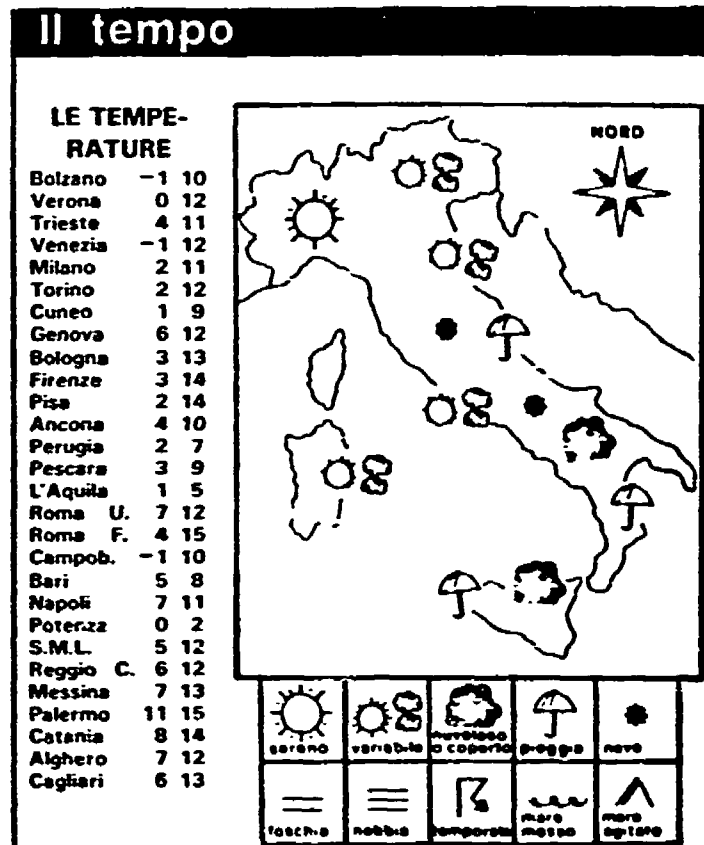 Il tempo
LE TEMPE-
RATURE
Bolzano -1 10
Verona 0 12
Trieste 4 11
Venezia -1 12
Milano 2 11
Torino 2 12
Cuneo 1 9
Genova 6 12
Bologna 3 13
Firenze 3 14
Pisa 2 14
Ancona 4 10
Perugia 2 7
Pescara 3 9
L'Aquila 1 5
Roma U. 7 12
Roma F. 4 15
Campob. -1 10
Bari 5 8
Napoli 7 11
Potenza 0 2
S.M.L. 5 12
Reggio C. 6 12
Messina 7 13
Palermo 11 15
Catania 8 14
Alghero 7 12
Cagliari 6 13
NORD
sereno
variabile
nuvoloso
o coperto
pioggia
neve
foschia
nebbia
temporale
mare
mosso
mare
agitato